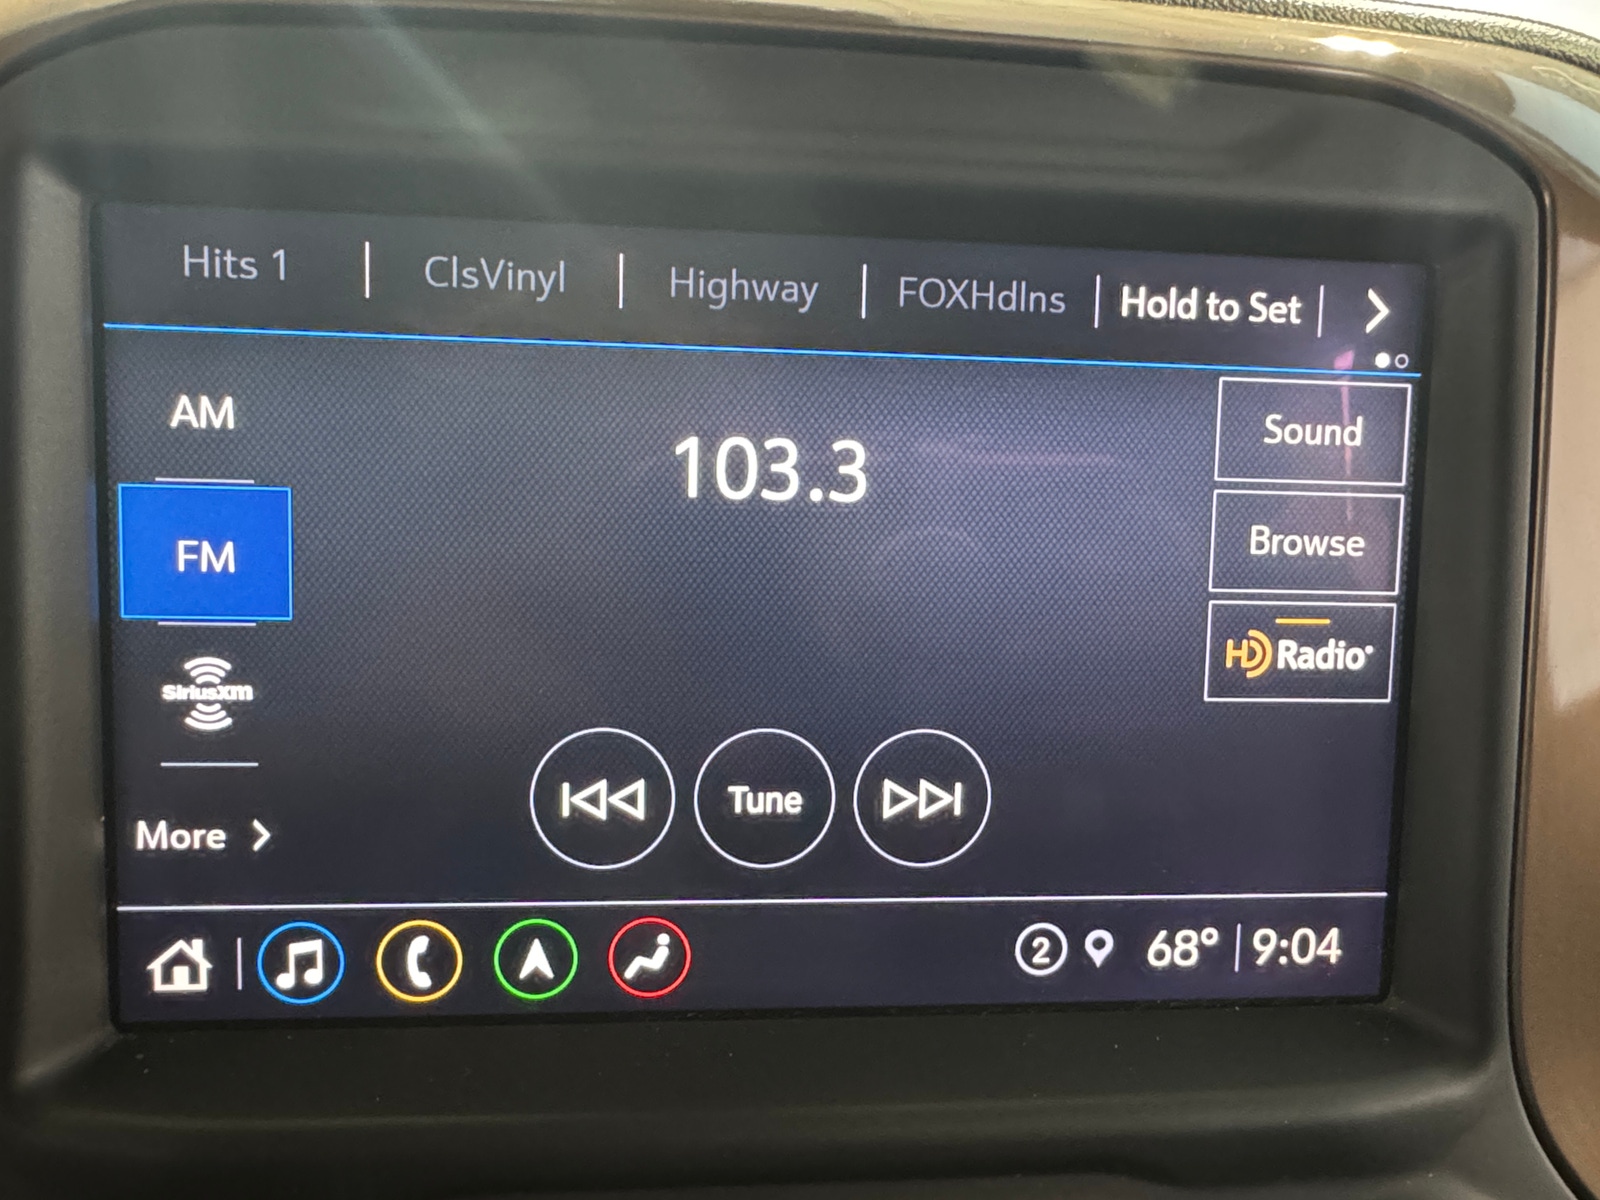 Hits 1 | ClsVinyl | Highway | FOXHdlns | Hold to Set |
AM
103.3
Sound
FM
Browse
HD Radio
SiriusXM
Tune
More
2 68° | 9:04